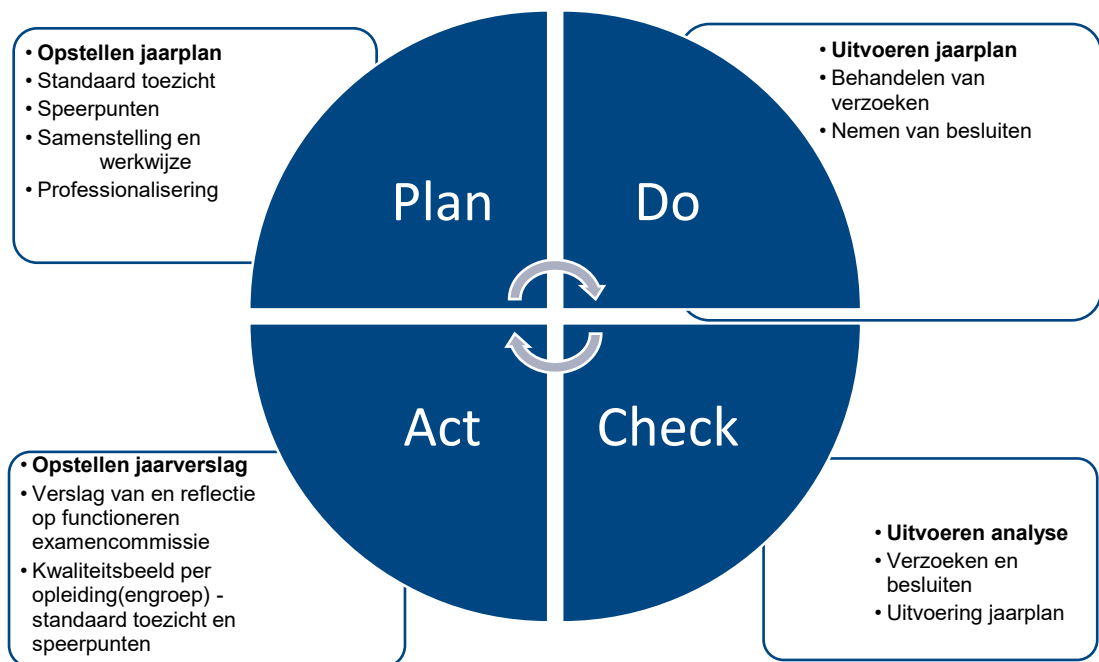 • Opstellen jaarplan
• Standaard toezicht
• Speerpunten
• Samenstelling en
werkwijze
• Professionalisering
• Uitvoeren jaarplan
• Behandelen van
verzoeken
• Nemen van besluiten
Plan
Do
Act
Check
• Opstellen jaarverslag
• Verslag van en reflectie
op functioneren
examencommissie
• Kwaliteitsbeeld per
opleiding(engroep) -
standaard toezicht en
speerpunten
• Uitvoeren analyse
• Verzoeken en
besluiten
• Uitvoering jaarplan